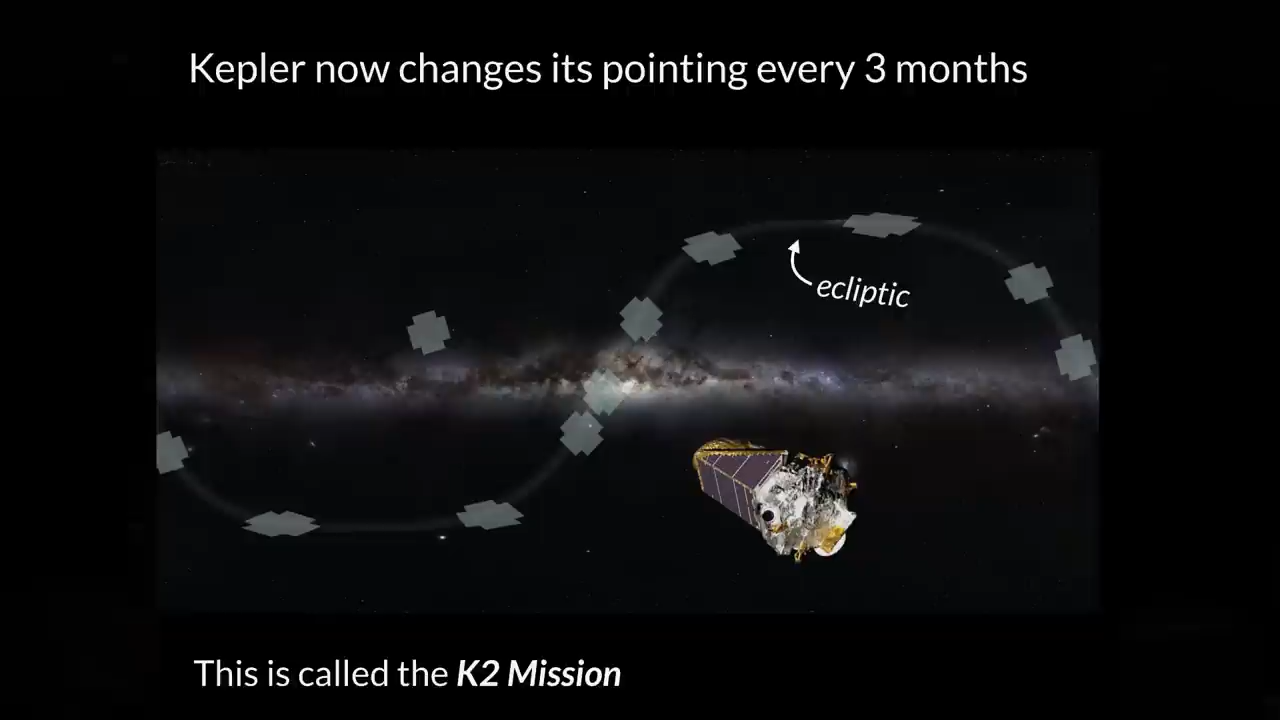 Kepler now changes its pointing every 3 months
ecliptic
This is called the K2 Mission